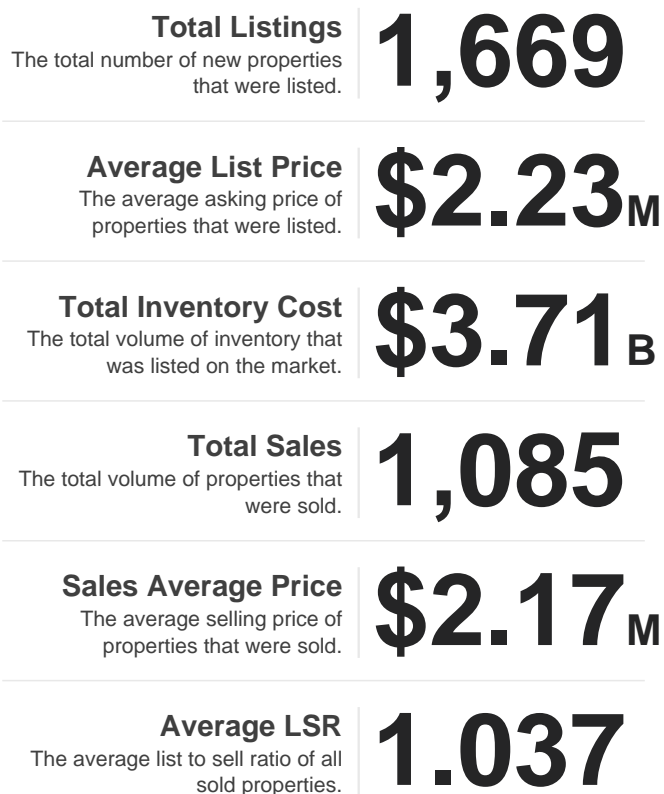 Total Listings
The total number of new properties
that were listed.
1,669
Average List Price
The average asking price of
properties that were listed.
$2.23M
Total Inventory Cost
The total volume of inventory that
was listed on the market.
$3.71B
Total Sales
The total volume of properties that
were sold.
1,085
Sales Average Price
The average selling price of
properties that were sold.
$2.17M
Average LSR
The average list to sell ratio of all
sold properties.
1.037